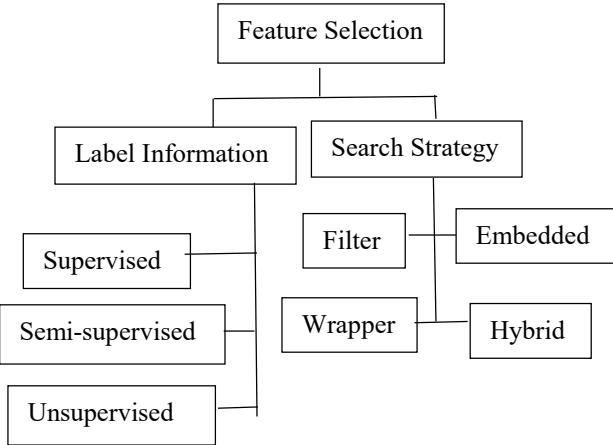 Feature Selection
Label Information
Search Strategy
Supervised
Semi-supervised
Unsupervised
Filter
Embedded
Wrapper
Hybrid